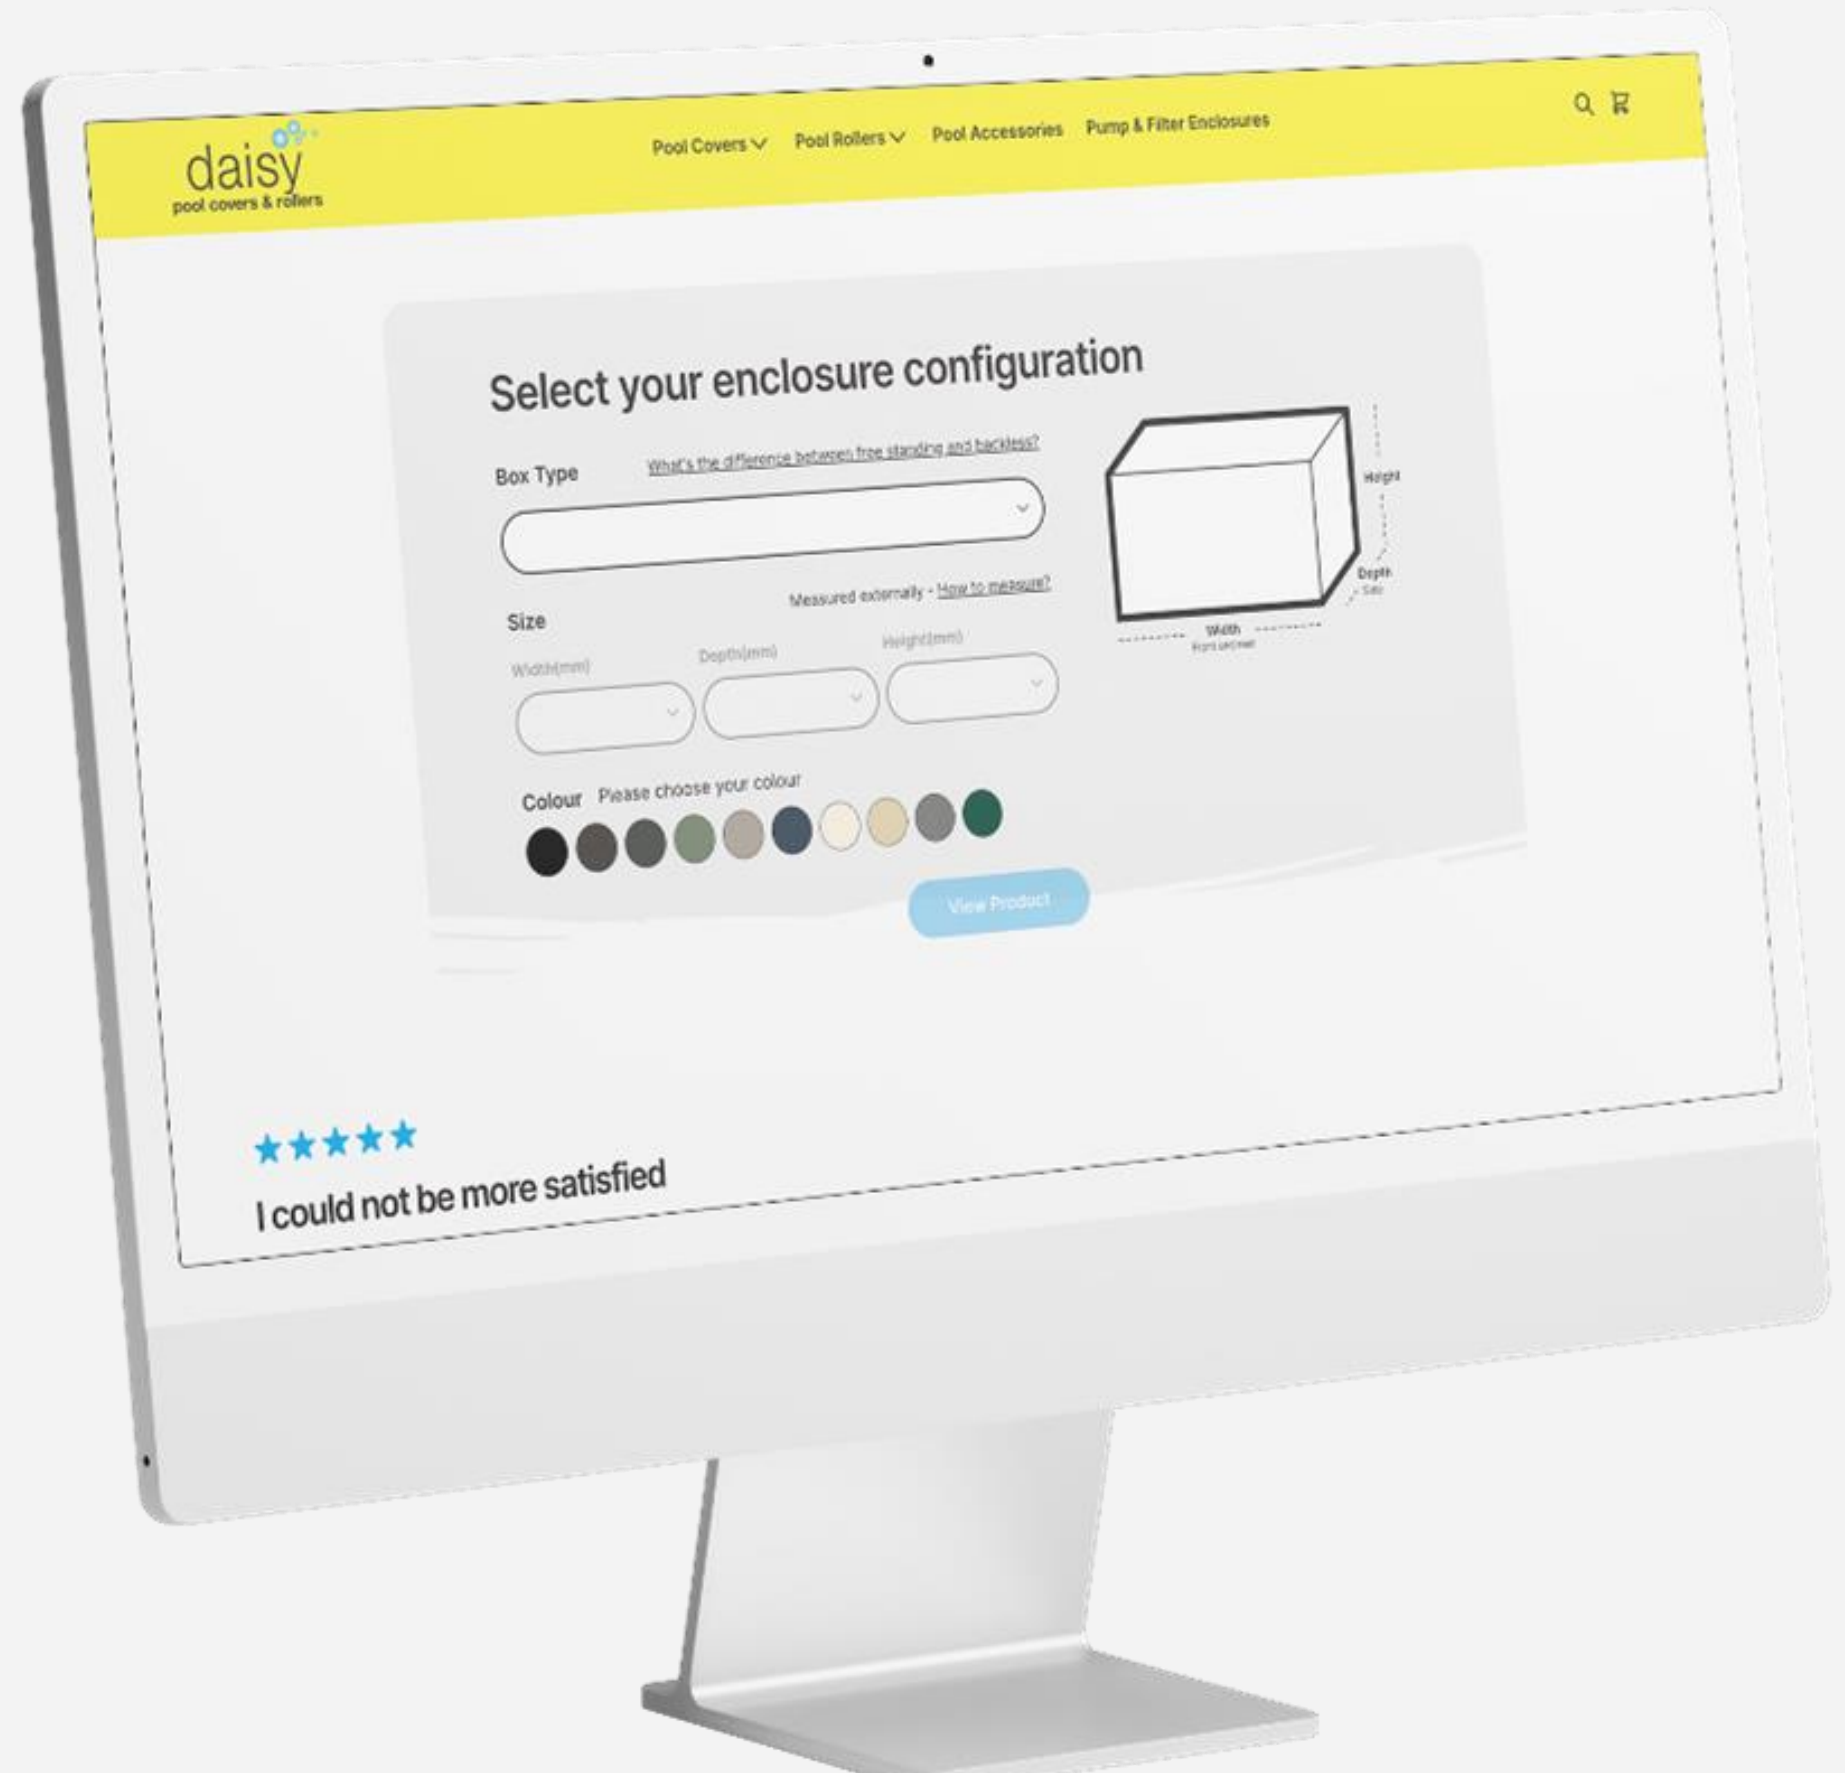 daisy
pool covers & rollers
Pool Covers Pool Rollers Pool Accessories Pump & Filter Enclosures
Select your enclosure configuration
Box Type What's the difference between free standing and backless?
Size Measured externally - How to measure?
Width(mm) Depth(mm) Height(mm)
Colour Please choose your colour
View Product
Height
Depth
Side
Width
I could not be more satisfied